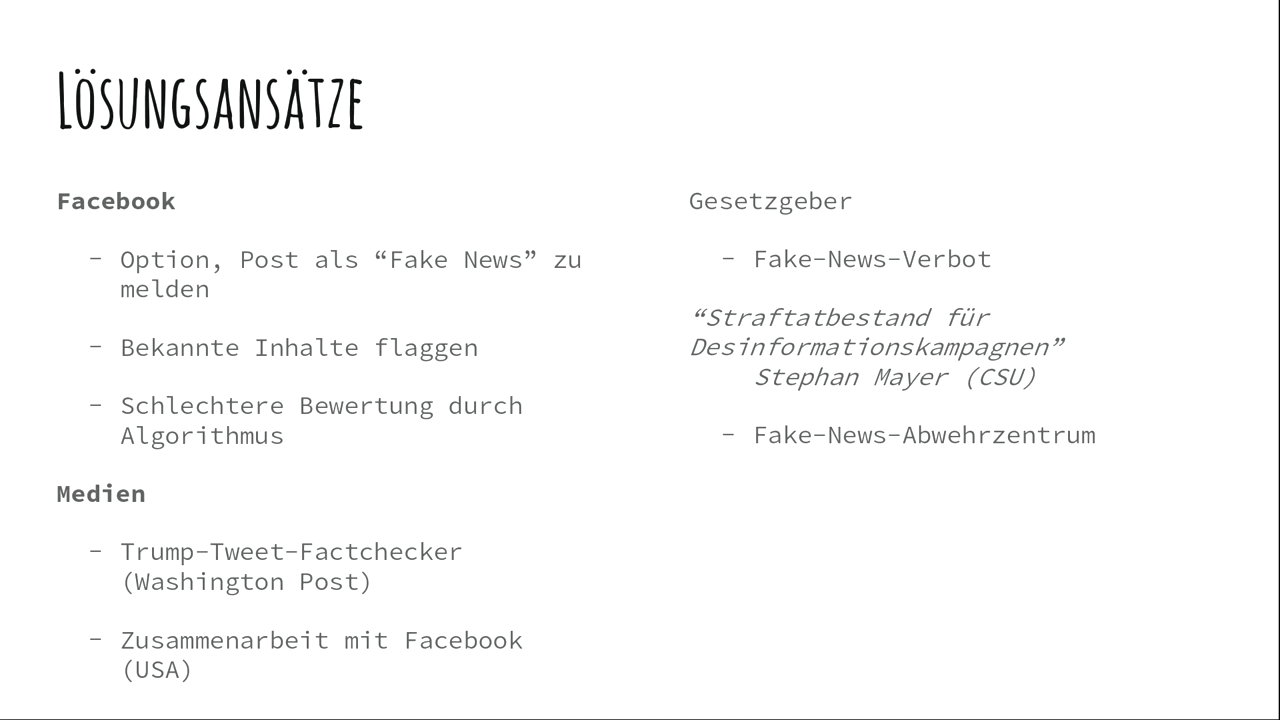 Lösungsansätze
Facebook
- Option, Post als “Fake News” zu
melden
- Bekannte Inhalte flaggen
- Schlechtere Bewertung durch
Algorithmus
Medien
- Trump-Tweet-Factchecker
(Washington Post)
- Zusammenarbeit mit Facebook
(USA)
Gesetzgeber
- Fake-News-Verbot
“Straftatbestand für
Desinformationskampagnen”
Stephan Mayer (CSU)
- Fake-News-Abwehrzentrum